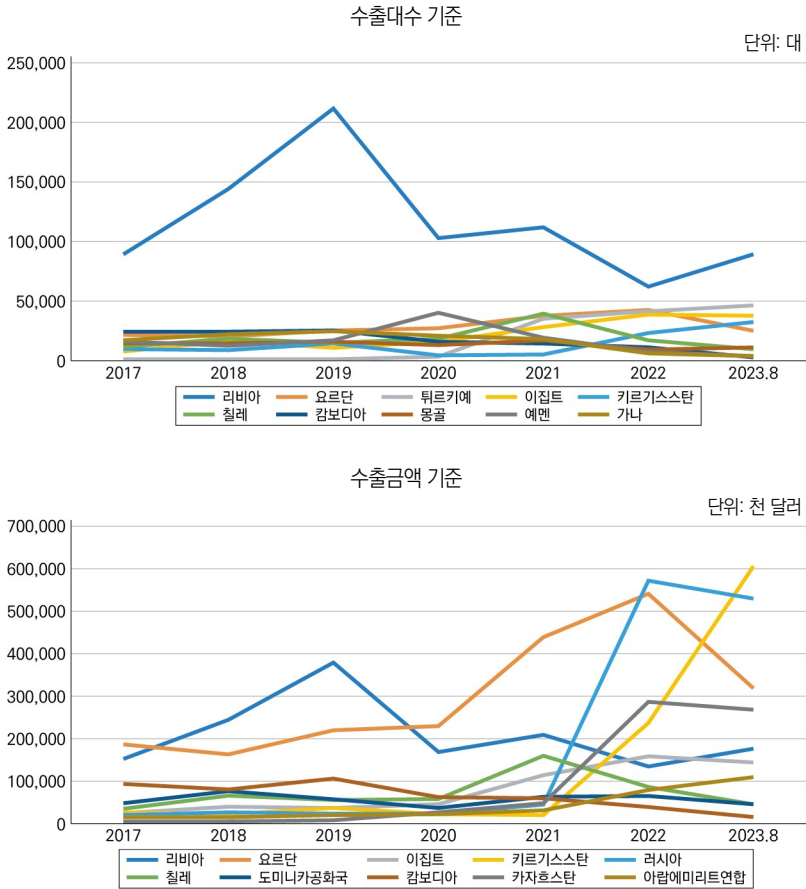 수출대수 기준
단위: 대
250,000
200,000
150,000
100,000
50,000
0
2017 2018 2019 2020 2021 2022 2023.8
리비아 요르단 튀르키예 이집트 키르기스스탄
칠레 캄보디아 몽골 예멘 가나
수출금액 기준
단위: 천 달러
700,000
600,000
500,000
400,000
300,000
200,000
100,000
0
2017 2018 2019 2020 2021 2022 2023.8
리비아 요르단 이집트 키르기스스탄 러시아
칠레 도미니카공화국 캄보디아 카자흐스탄 아랍에미리트연합